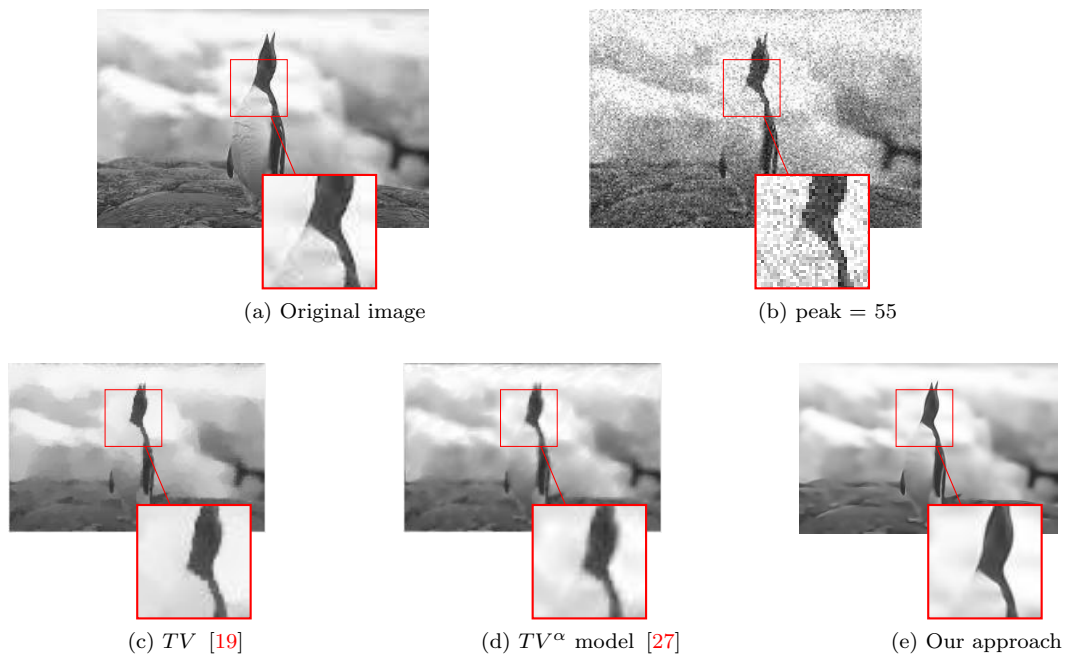 (a) Original image
(b) peak = 55
(c) TV [19]
(d) TV^α model [27]
(e) Our approach